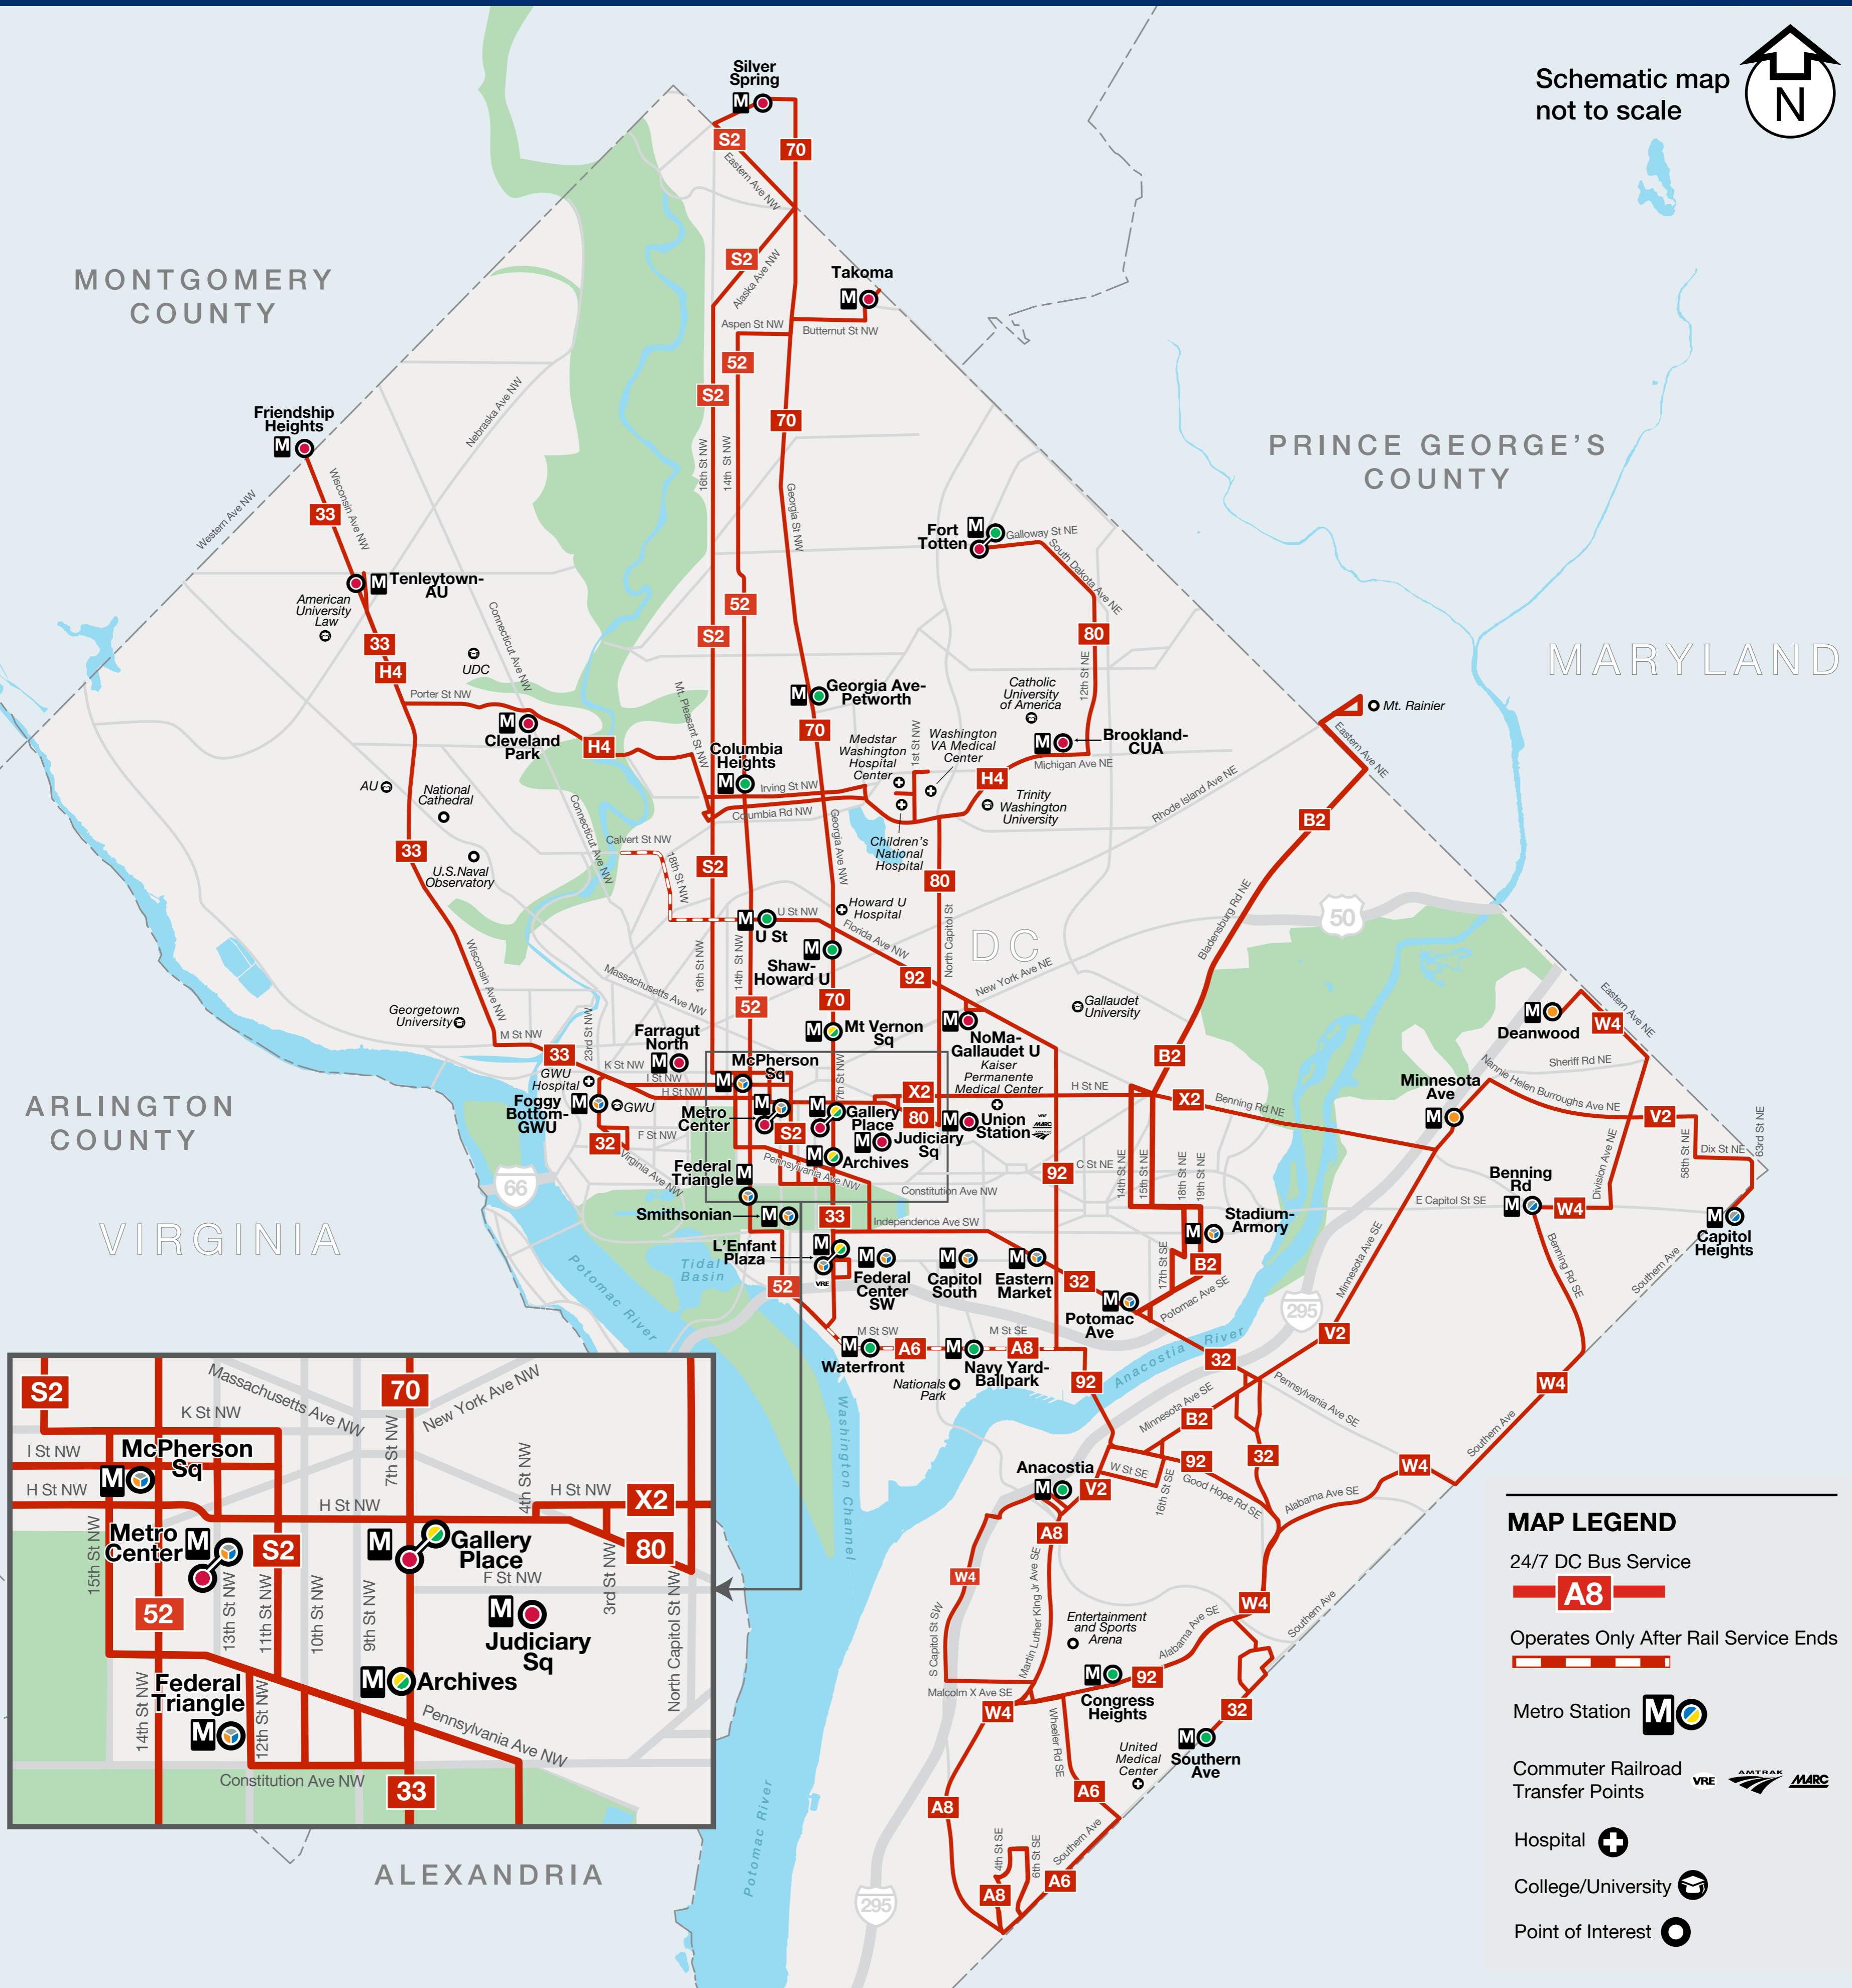 Schematic map
not to scale
N
Silver
Spring
M
S2
70
Eastern Ave NW
S2
Alaska Ave NW
Takoma
M
MONTGOMERY
COUNTY
Aspen St NW
Butternut St NW
52
S2
70
Nebraska Ave NW
Friendship
Heights
M
PRINCE GEORGE'S
COUNTY
16th St NW
14th St NW
Georgia St NW
Wisconsin Ave NW
Western Ave NW
33
Fort
Totten
M
Galloway St NE
South Dakota Ave NE
Tenleytown-
AU
M
American
University
Law
52
S2
80
33
H4
UDC
Connecticut Ave NW
MARYLAND
Porter St NW
Mt. Pleasant St NW
Georgia Ave-
Petworth
M
Catholic
University
of America
12th St NE
Mt. Rainier
Eastern Ave NE
Cleveland
Park
M
H4
70
Columbia
Heights
M
Medstar
Washington
Hospital
Center
1st St NW
Washington
VA Medical
Center
Brookland-
CUA
M
Michigan Ave NE
H4
AU
National
Cathedral
Irving St NW
Columbia Rd NW
Trinity
Washington
University
Rhode Island Ave NE
B2
Connecticut Ave NW
Calvert St NW
18th St NW
Georgia Ave NW
Children's
National
Hospital
33
U.S.Naval
Observatory
S2
80
Bladensburg Rd NE
50
M
U St
U St NW
Howard U
Hospital
Florida Ave NW
North Capitol St
DC
Shaw-
Howard U
M
Wisconsin Ave NW
16th St NW
14th St NW
Massachusetts Ave NW
92
New York Ave NE
Gallaudet
University
Georgetown
University
52
70
Deanwood
M
Eastern Ave NE
W4
M St NW
23rd St NW
Farragut
North
M
Mt Vernon
Sq
M
NoMa-
Gallaudet U
M
33
K St NW
McPherson
Sq
M
7th St NW
Kaiser
Permanente
Medical Center
B2
Sheriff Rd NE
GWU
Hospital
I St NW
H St NW
X2
H St NE
X2
Benning Rd NE
Minnesota
Ave
M
Nannie Helen Burroughs Ave NE
V2
ARLINGTON
COUNTY
Foggy
Bottom-
GWU
M
GWU
Metro
Center
M
Gallery
Place
M
80
Union
Station
M
VRE
MARC
32
F St NW
S2
Judiciary
Sq
M
Virginia Ave NW
Archives
M
Pennsylvania Ave NW
Federal
Triangle
M
92
C St NE
14th St NE
15th St NE
18th St NE
19th St NE
Division Ave NE
58th St NE
Dix St NE
63rd St NE
66
Constitution Ave NW
Benning
Rd
M
E Capitol St SE
W4
VIRGINIA
Smithsonian
M
33
Independence Ave SW
Stadium-
Armory
M
Capitol
Heights
M
L'Enfant
Plaza
M
VRE
Tidal
Basin
Potomac River
52
Federal
Center
SW
M
Capitol
South
M
Eastern
Market
M
32
17th St SE
B2
Potomac Ave SE
Potomac
Ave
M
295
Minnesota Ave SE
Benning Rd SE
Southern Ave
M St SW
M St SE
Waterfront
M
A6
Navy Yard-
Ballpark
M
A8
Nationals
Park
92
Anacostia River
32
V2
W4
Washington Channel
Minnesota Ave SE
B2
Pennsylvania Ave SE
Southern Ave
Anacostia
M
V2
W St SE
92
16th St SE
Good Hope Rd SE
32
W4
Alabama Ave SE
A8
W4
S Capitol St SW
Martin Luther King Jr Ave SE
W4
Southern Ave
Entertainment
and Sports
Arena
Alabama Ave SE
M
92
Congress
Heights
Malcolm X Ave SE
W4
Wheeler Rd SE
32
United
Medical
Center
M
Southern
Ave
A6
A8
4th St SE
6th St SE
Southern Ave
A8
A6
Potomac River
295
ALEXANDRIA
S2
70
Massachusetts Ave NW
New York Ave NW
K St NW
I St NW
McPherson
Sq
M
7th St NW
4th St NW
H St NW
H St NW
H St NW
X2
Metro
Center
M
S2
M
Gallery
Place
80
15th St NW
F St NW
52
13th St NW
11th St NW
10th St NW
9th St NW
3rd St NW
M
Judiciary
Sq
North Capitol St NW
Federal
Triangle
M
M
Archives
14th St NW
12th St NW
Pennsylvania Ave NW
Constitution Ave NW
33
MAP LEGEND
24/7 DC Bus Service
A8
Operates Only After Rail Service Ends
Metro Station
M
Commuter Railroad
Transfer Points
VRE
AMTRAK
MARC
Hospital
College/University
Point of Interest